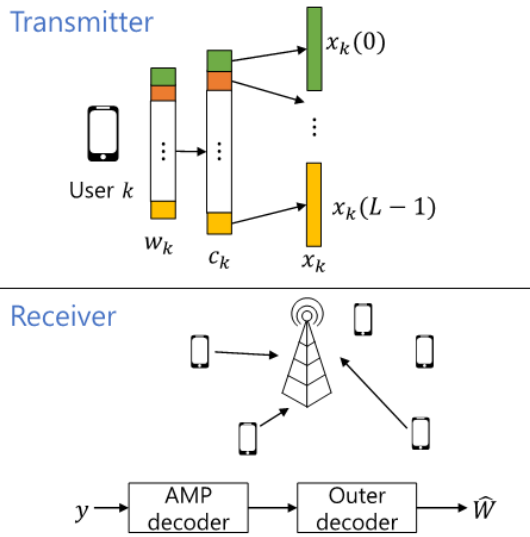 Transmitter
x_k(0)
⋮
User k
⋮
⋮
x_k(L − 1)
w_k
c_k
x_k
Receiver
y
AMP
decoder
Outer
decoder
Ŵ